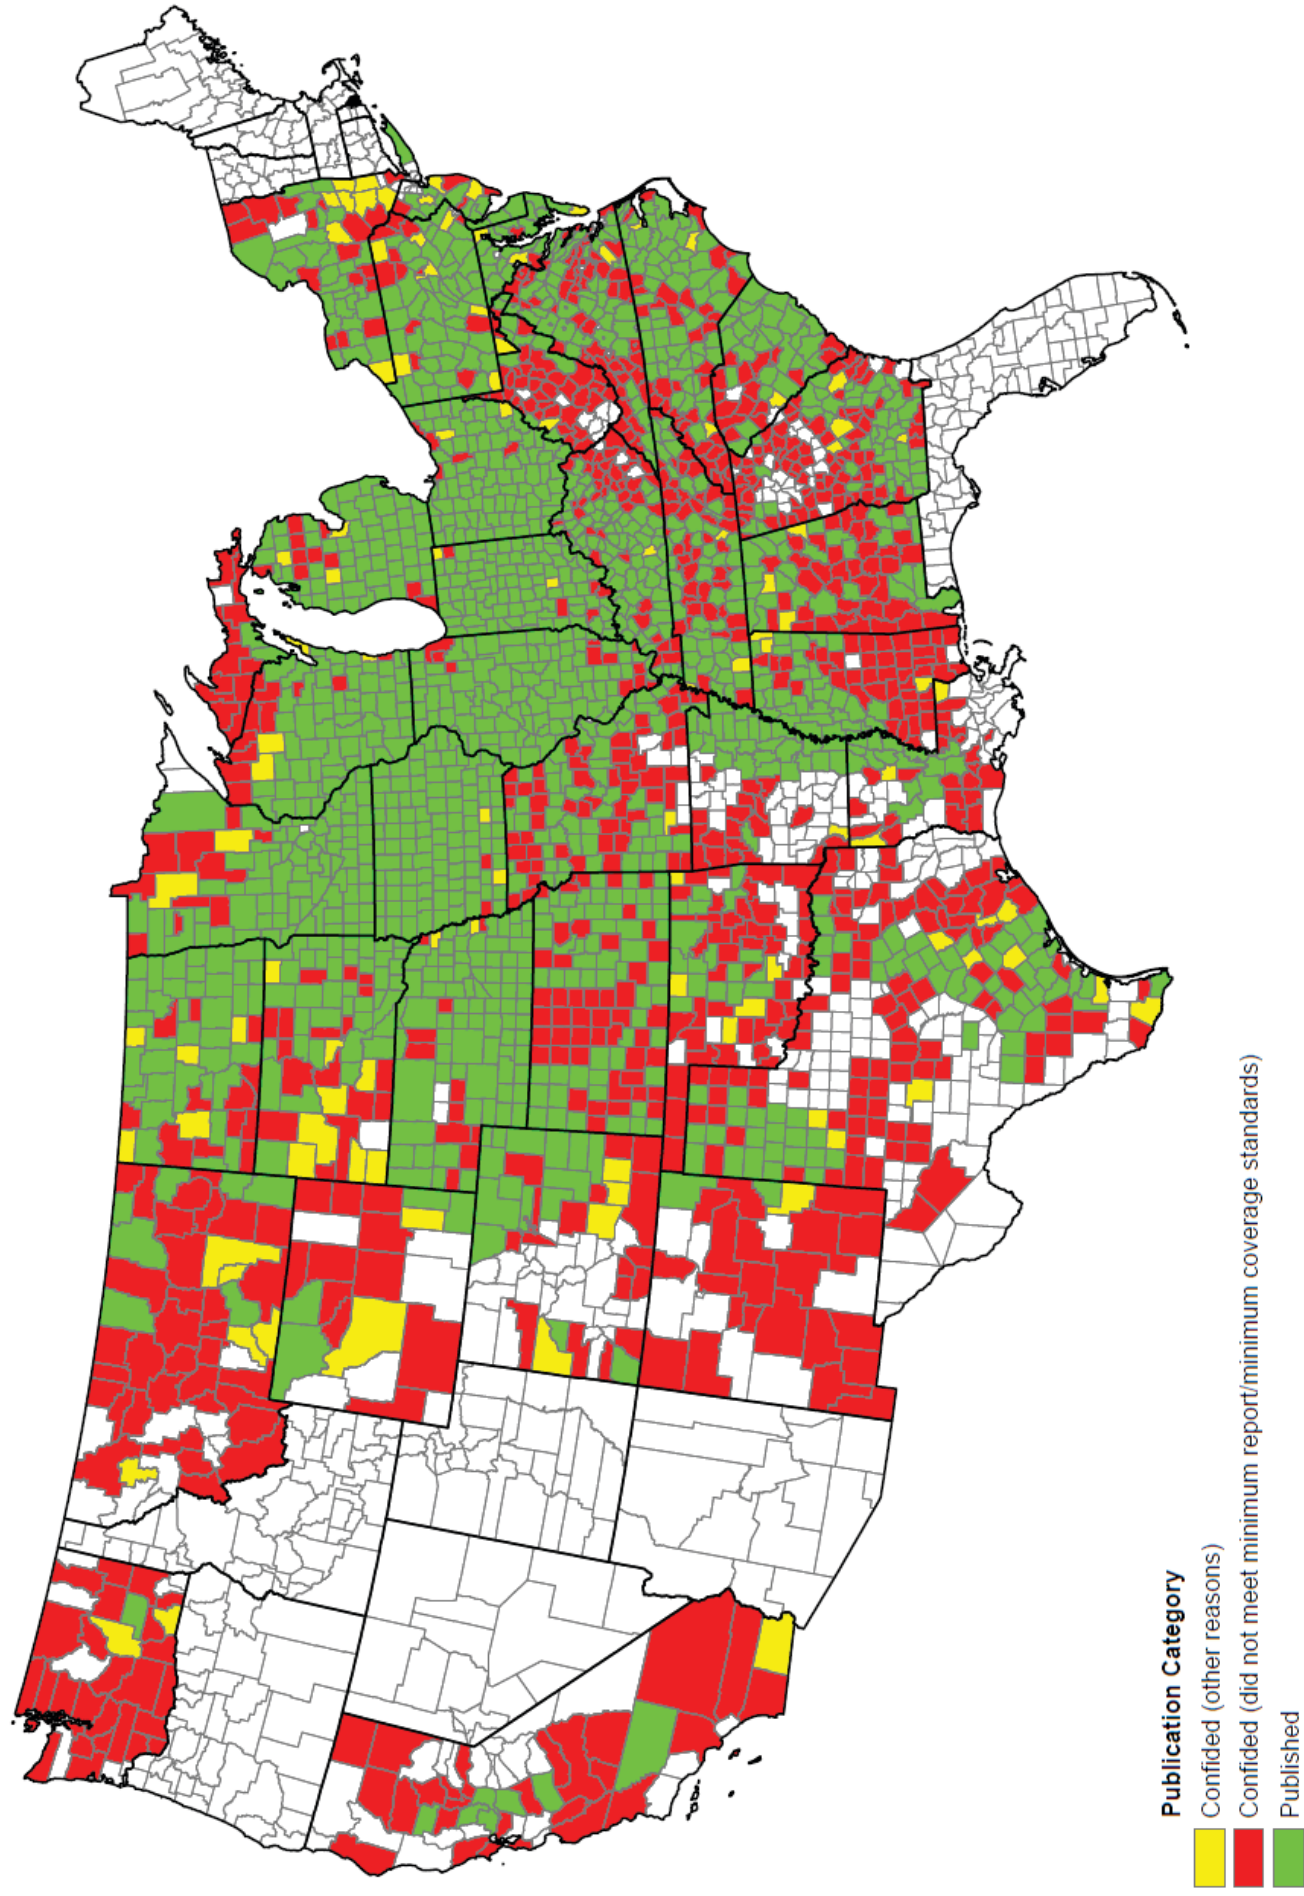 Publication Category
Confided (other reasons)
Confided (did not meet minimum report/minimum coverage standards)
Published